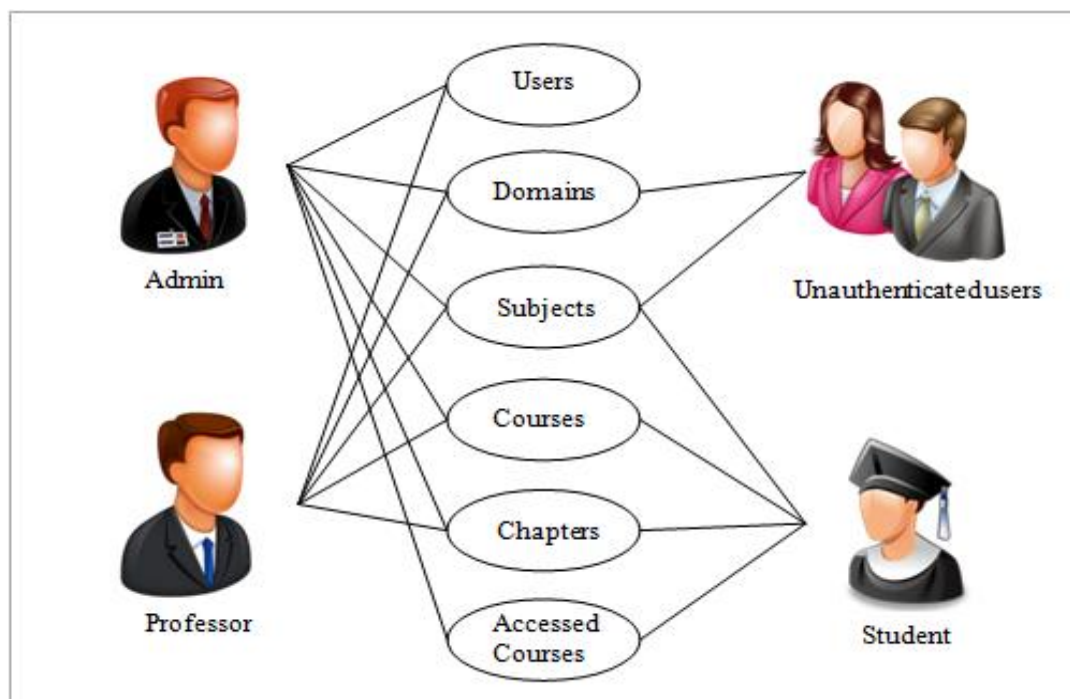 Users
Domains
Admin
Unauthenticatedusers
Subjects
Courses
Chapters
Professor
Accessed
Courses
Student